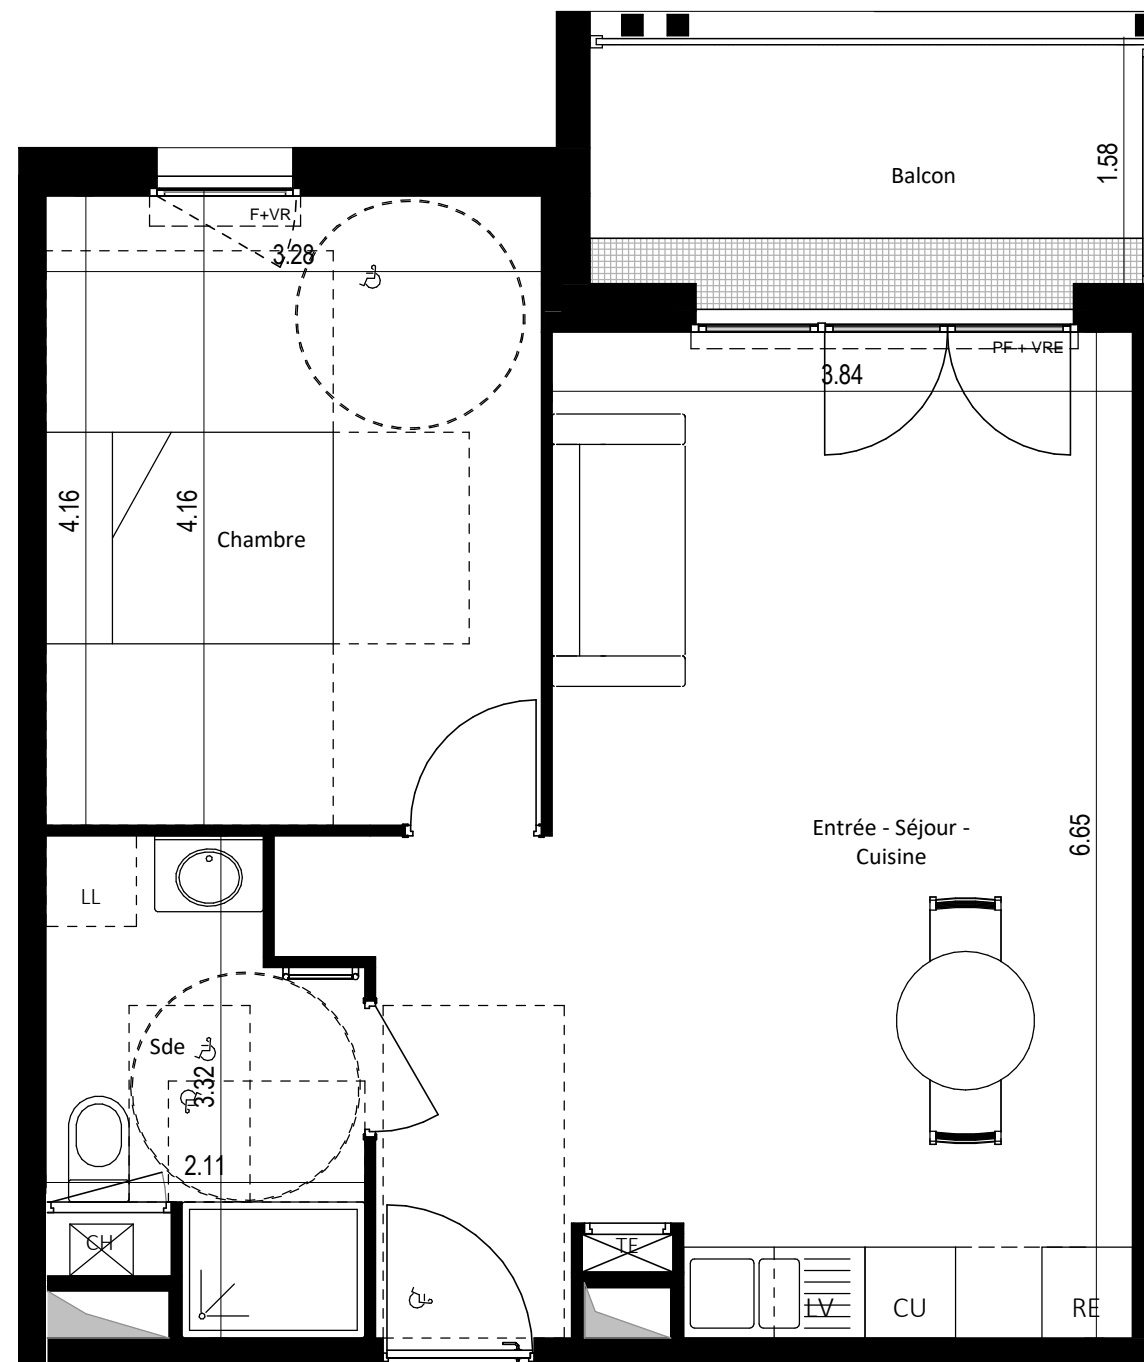 Balcon
1.58
F+VR
3.28
PF + VRE
3.84
4.16
4.16
Chambre
Entrée - Séjour -
Cuisine
6.65
LL
Sde
3.32
2.11
CH
TE
LV
CU
RE